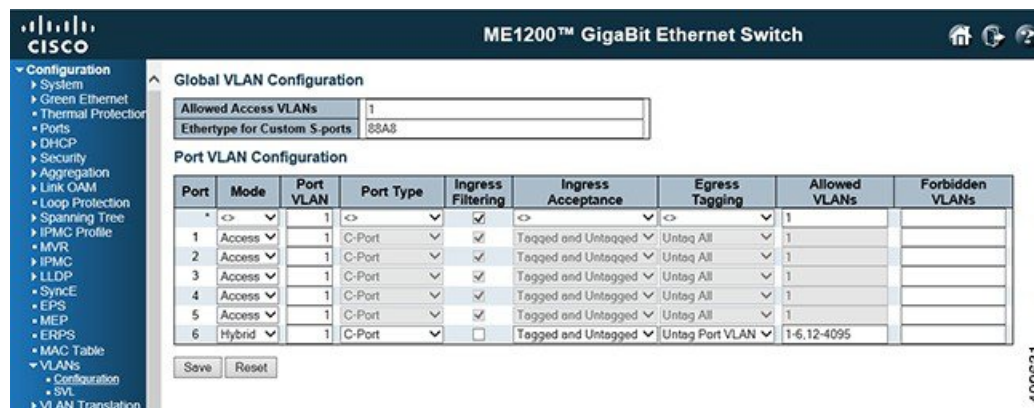 CISCO
ME1200™ GigaBit Ethernet Switch
Configuration
System
Green Ethernet
Thermal Protection
Ports
DHCP
Security
Aggregation
Link OAM
Loop Protection
Spanning Tree
IPMC Profile
MVR
IPMC
LLDP
SyncE
EPS
MEP
ERPS
MAC Table
VLANs
Configuration
SVL
VLAN Translation
Global VLAN Configuration
Allowed Access VLANs 1
Ethertype for Custom S-ports 88A8
Port VLAN Configuration
Port Mode Port VLAN Port Type Ingress Filtering Ingress Acceptance Egress Tagging Allowed VLANs Forbidden VLANs
* <> 1 <> <> <> 1
1 Access 1 C-Port Tagged and Untagged Untag All 1
2 Access 1 C-Port Tagged and Untagged Untag All 1
3 Access 1 C-Port Tagged and Untagged Untag All 1
4 Access 1 C-Port Tagged and Untagged Untag All 1
5 Access 1 C-Port Tagged and Untagged Untag All 1
6 Hybrid 1 C-Port Tagged and Untagged Untag Port VLAN 1-6,12-4095
Save Reset